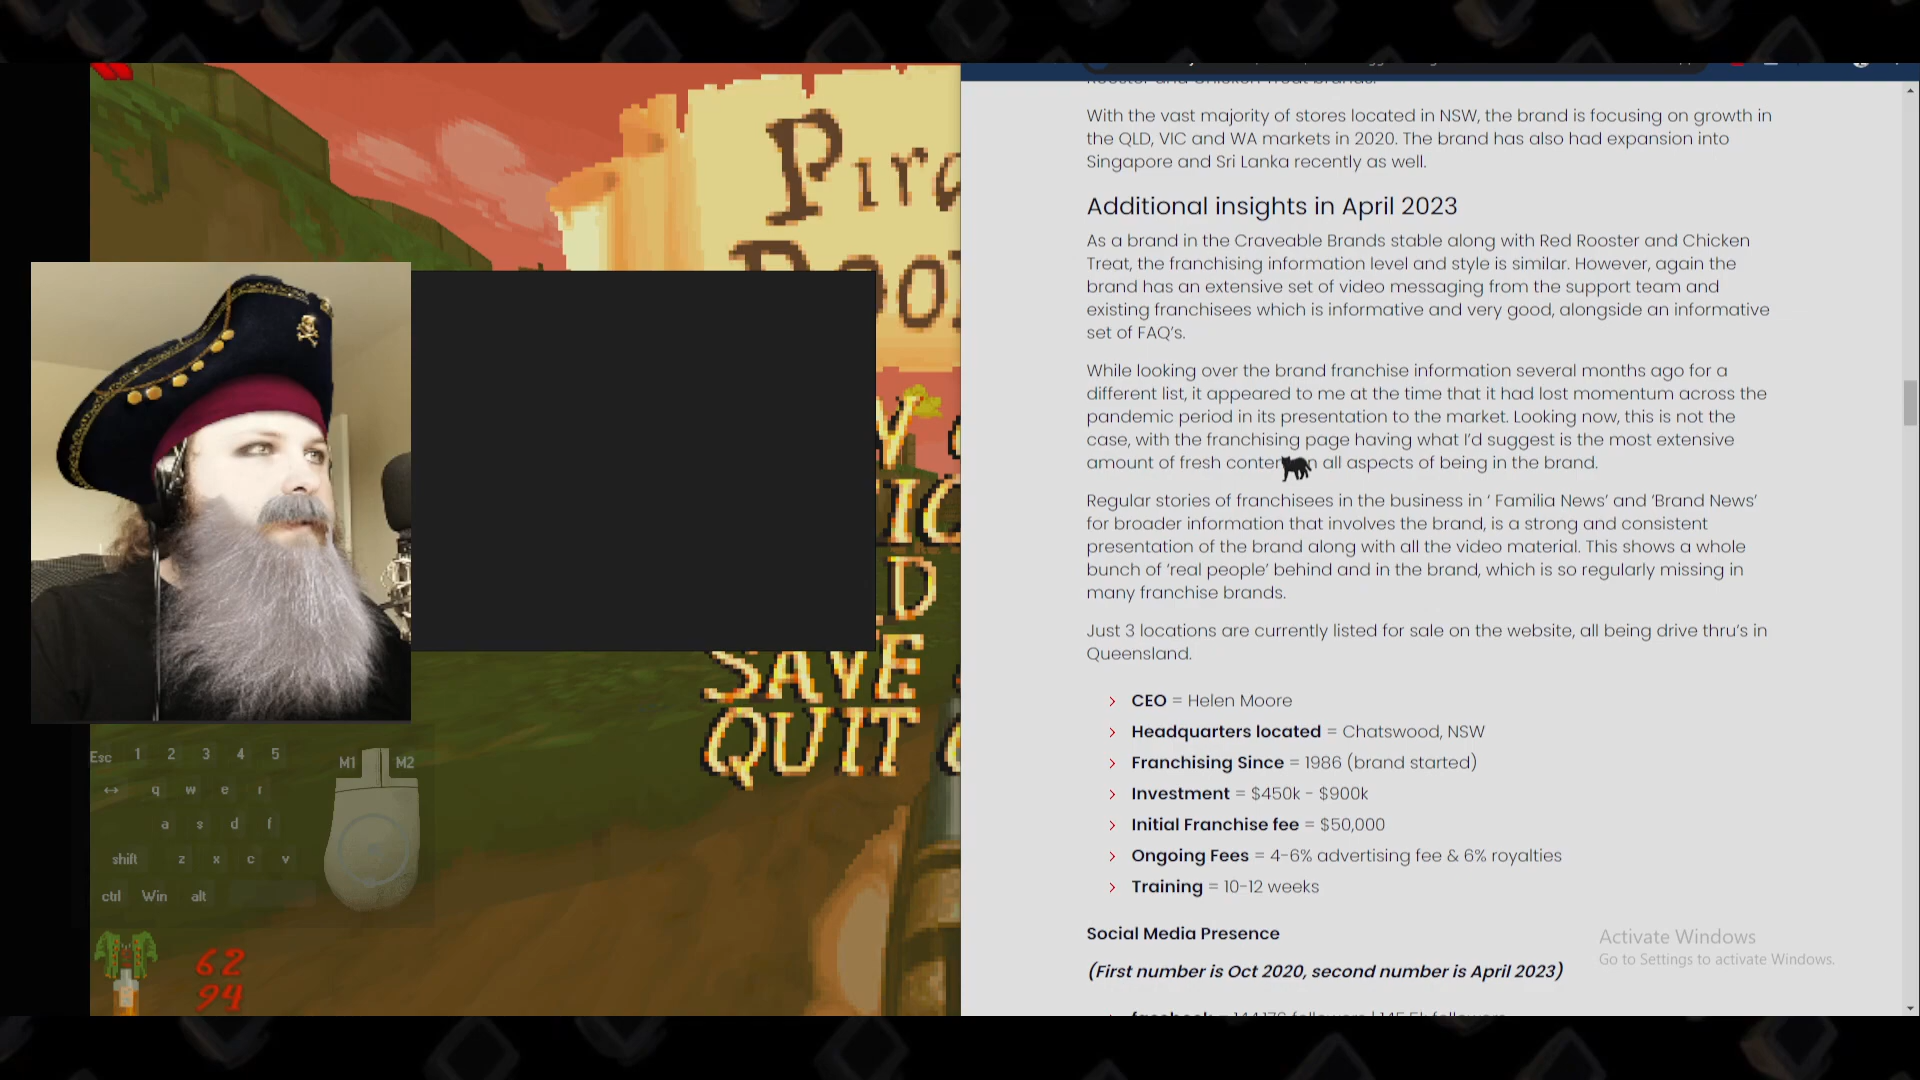 With the vast majority of stores located in NSW, the brand is focusing on growth in
the QLD, VIC and WA markets in 2020. The brand has also had expansion into
Singapore and Sri Lanka recently as well.
Additional insights in April 2023
As a brand in the Craveable Brands stable along with Red Rooster and Chicken
Treat, the franchising information level and style is similar. However, again the
brand has an extensive set of video messaging from the support team and
existing franchisees which is informative and very good, alongside an informative
set of FAQ's.
While looking over the brand franchise information several months ago for a
different list, it appeared to me at the time that it had lost momentum across the
pandemic period in its presentation to the market. Looking now, this is not the
case, with the franchising page having what I'd suggest is the most extensive
amount of fresh all aspects of being in the brand.
Regular stories of franchisees in the business in ‘ Familia News’ and ‘Brand News’
for broader information that involves the brand, is a strong and consistent
presentation of the brand along with all the video material. This shows a whole
bunch of ‘real people’ behind and in the brand, which is so regularly missing in
many franchise brands.
Just 3 locations are currently listed for sale on the website, all being drive thru's in
Queensland.
CEO = Helen Moore
Headquarters located = Chatswood, NSW
Franchising Since = 1986 (brand started)
Investment = $450k - $900k
Initial Franchise fee = $50,000
Ongoing Fees = 4-6% advertising fee & 6% royalties
Training = 10-12 weeks
Social Media Presence
(First number is Oct 2020, second number is April 2023)
Activate Windows
Go to Settings to activate Windows.
SAVE
QUIT
Esc 1 2 3 4 5
q w e r
a s d f
shift z x c v
ctrl Win alt
M1 M2
62
94